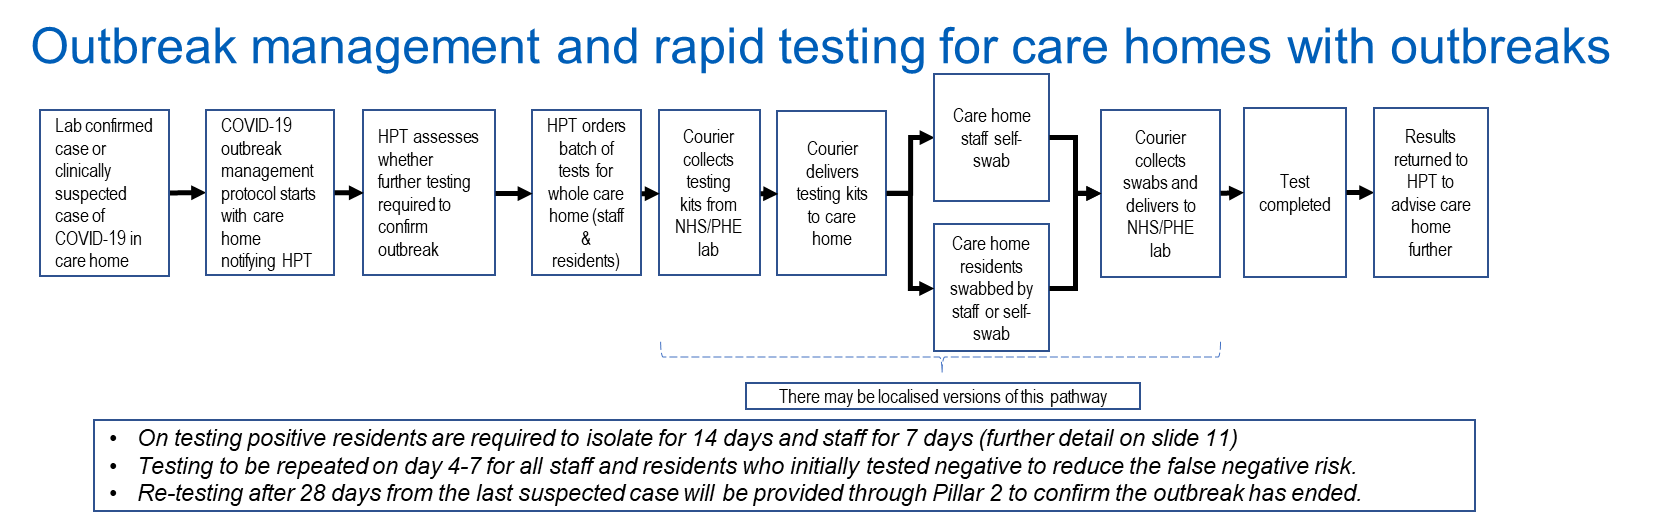 Outbreak management and rapid testing for care homes with outbreaks
Lab confirmed
case or
clinically
suspected
case of
COVID-19 in
care home
COVID-19
outbreak
management
protocol starts
with care
home
notifying HPT
HPT assesses
whether
further testing
required to
confirm
outbreak
HPT orders
batch of
tests for
whole care
home (staff
&
residents)
Courier
collects
testing
kits from
NHS/PHE
lab
Courier
delivers
testing kits
to care
home
Care home
staff self-
swab
Care home
residents
swabbed by
staff or self-
swab
Courier
collects
swabs and
delivers to
NHS/PHE
lab
Test
completed
Results
returned to
HPT to
advise care
home
further
There may be localised versions of this pathway
• On testing positive residents are required to isolate for 14 days and staff for 7 days (further detail on slide 11)
• Testing to be repeated on day 4-7 for all staff and residents who initially tested negative to reduce the false negative risk.
• Re-testing after 28 days from the last suspected case will be provided through Pillar 2 to confirm the outbreak has ended.